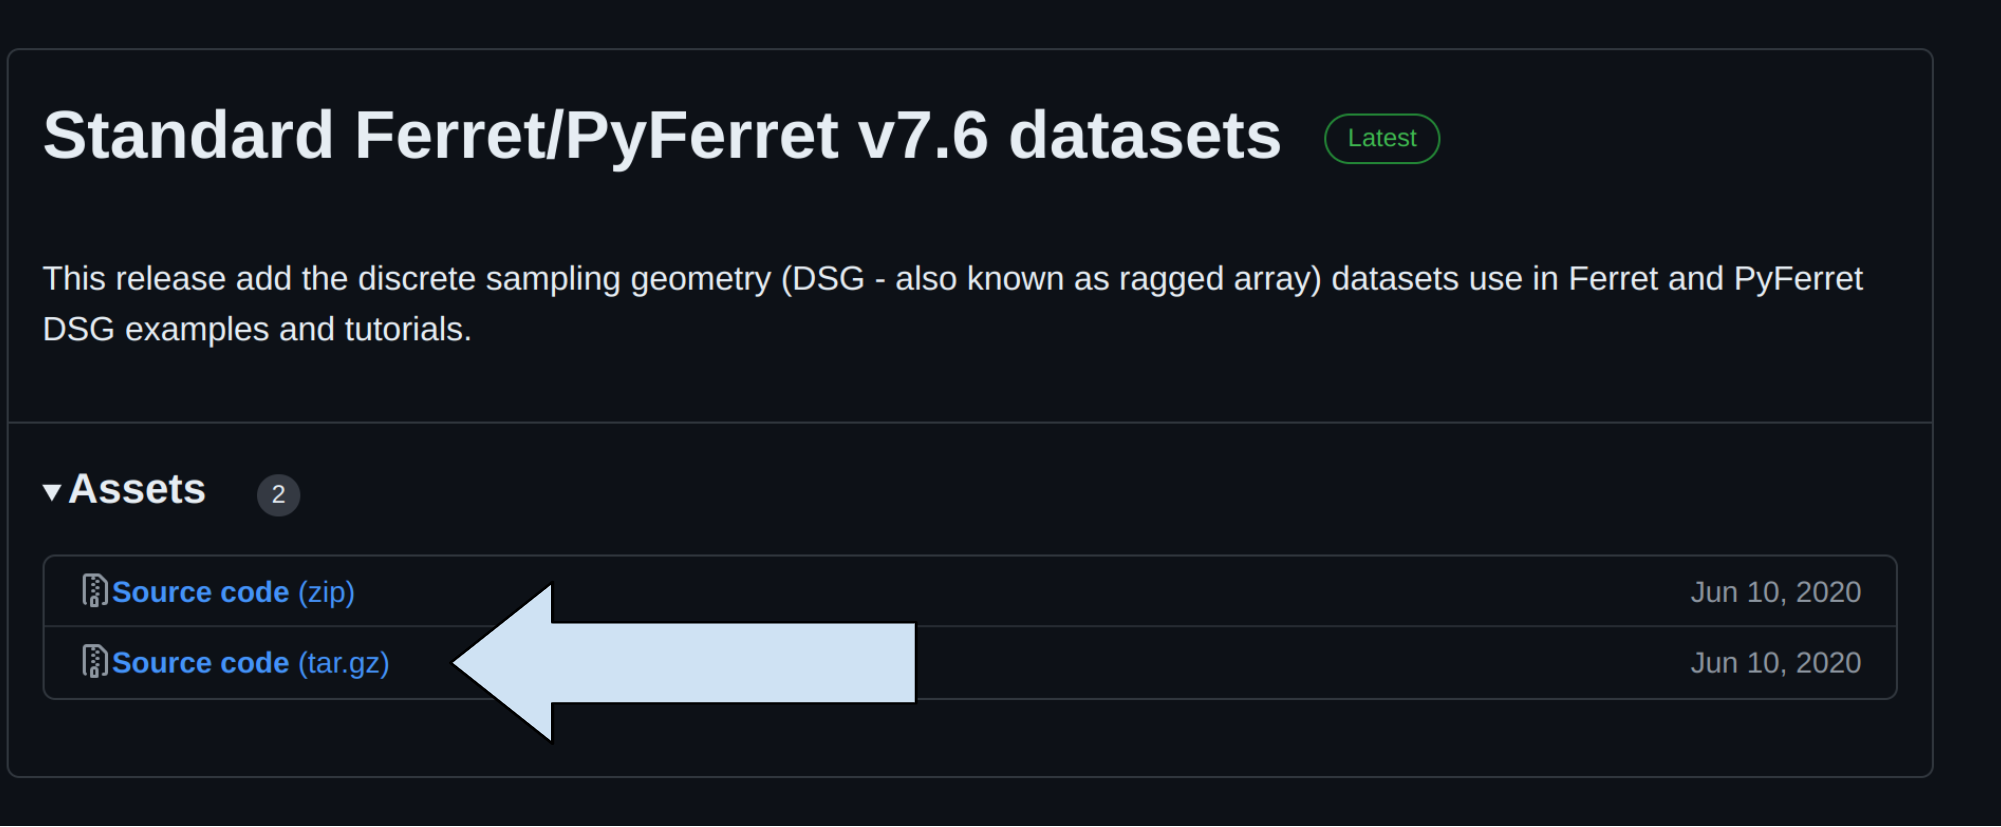 Standard Ferret/PyFerret v7.6 datasets Latest
This release add the discrete sampling geometry (DSG - also known as ragged array) datasets use in Ferret and PyFerret
DSG examples and tutorials.
Assets 2
Source code (zip) Jun 10, 2020
Source code (tar.gz) Jun 10, 2020